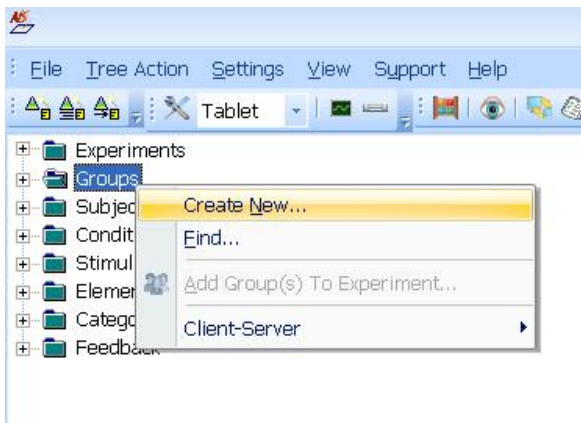 File Tree Action Settings View Support Help
Tablet
Experiments
Groups
Create New...
Find...
Add Group(s) To Experiment...
Client-Server
Feedback